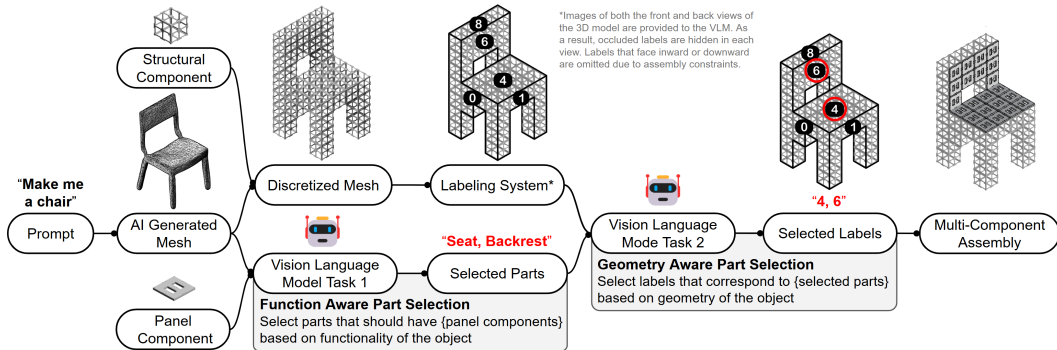 *Images of both the front and back views of
the 3D model are provided to the VLM. As
a result, occluded labels are hidden in each
view. Labels that face inward or downward
are omitted due to assembly constraints.
8
6
4
0
1
8
6
4
0
1
Structural
Component
"Make me
a chair"
Prompt
AI Generated
Mesh
Panel
Component
Discretized Mesh
Labeling System*
Vision Language
Model Task 1
"Seat, Backrest"
Selected Parts
Function Aware Part Selection
Select parts that should have {panel components}
based on functionality of the object
Vision Language
Mode Task 2
"4, 6"
Selected Labels
Multi-Component
Assembly
Geometry Aware Part Selection
Select labels that correspond to {selected parts}
based on geometry of the object